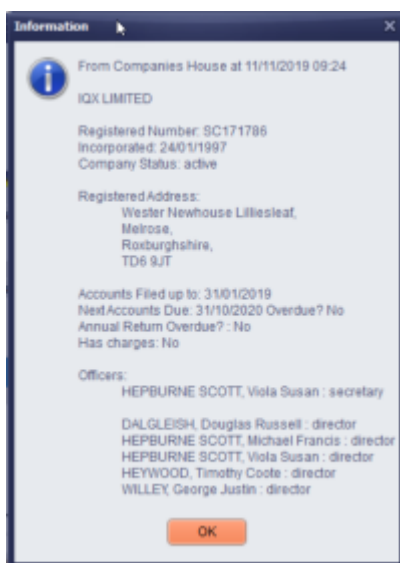 Information
From Companies House at 11/11/2019 09:24
IQX LIMITED
Registered Number: SC171786
Incorporated: 24/01/1997
Company Status: active
Registered Address:
Wester Newhouse Lilliesleaf,
Melrose,
Roxburghshire,
TD6 9JT
Accounts Filed up to: 31/01/2019
Next Accounts Due: 31/10/2020 Overdue? No
Annual Return Overdue? : No
Has charges: No
Officers:
HEPBURNE SCOTT, Viola Susan : secretary
DALGLEISH, Douglas Russell : director
HEPBURNE SCOTT, Michael Francis : director
HEPBURNE SCOTT, Viola Susan : director
HEYWOOD, Timothy Coote : director
WILLEY, George Justin : director
OK